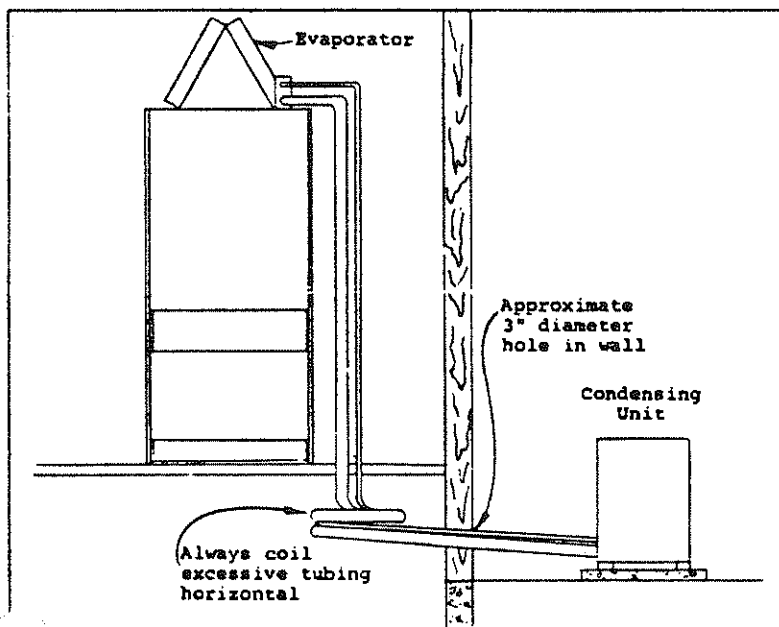 Evaporator
Approximate
3" diameter
hole in wall
Condensing
Unit
Always coil
excessive tubing
horizontal